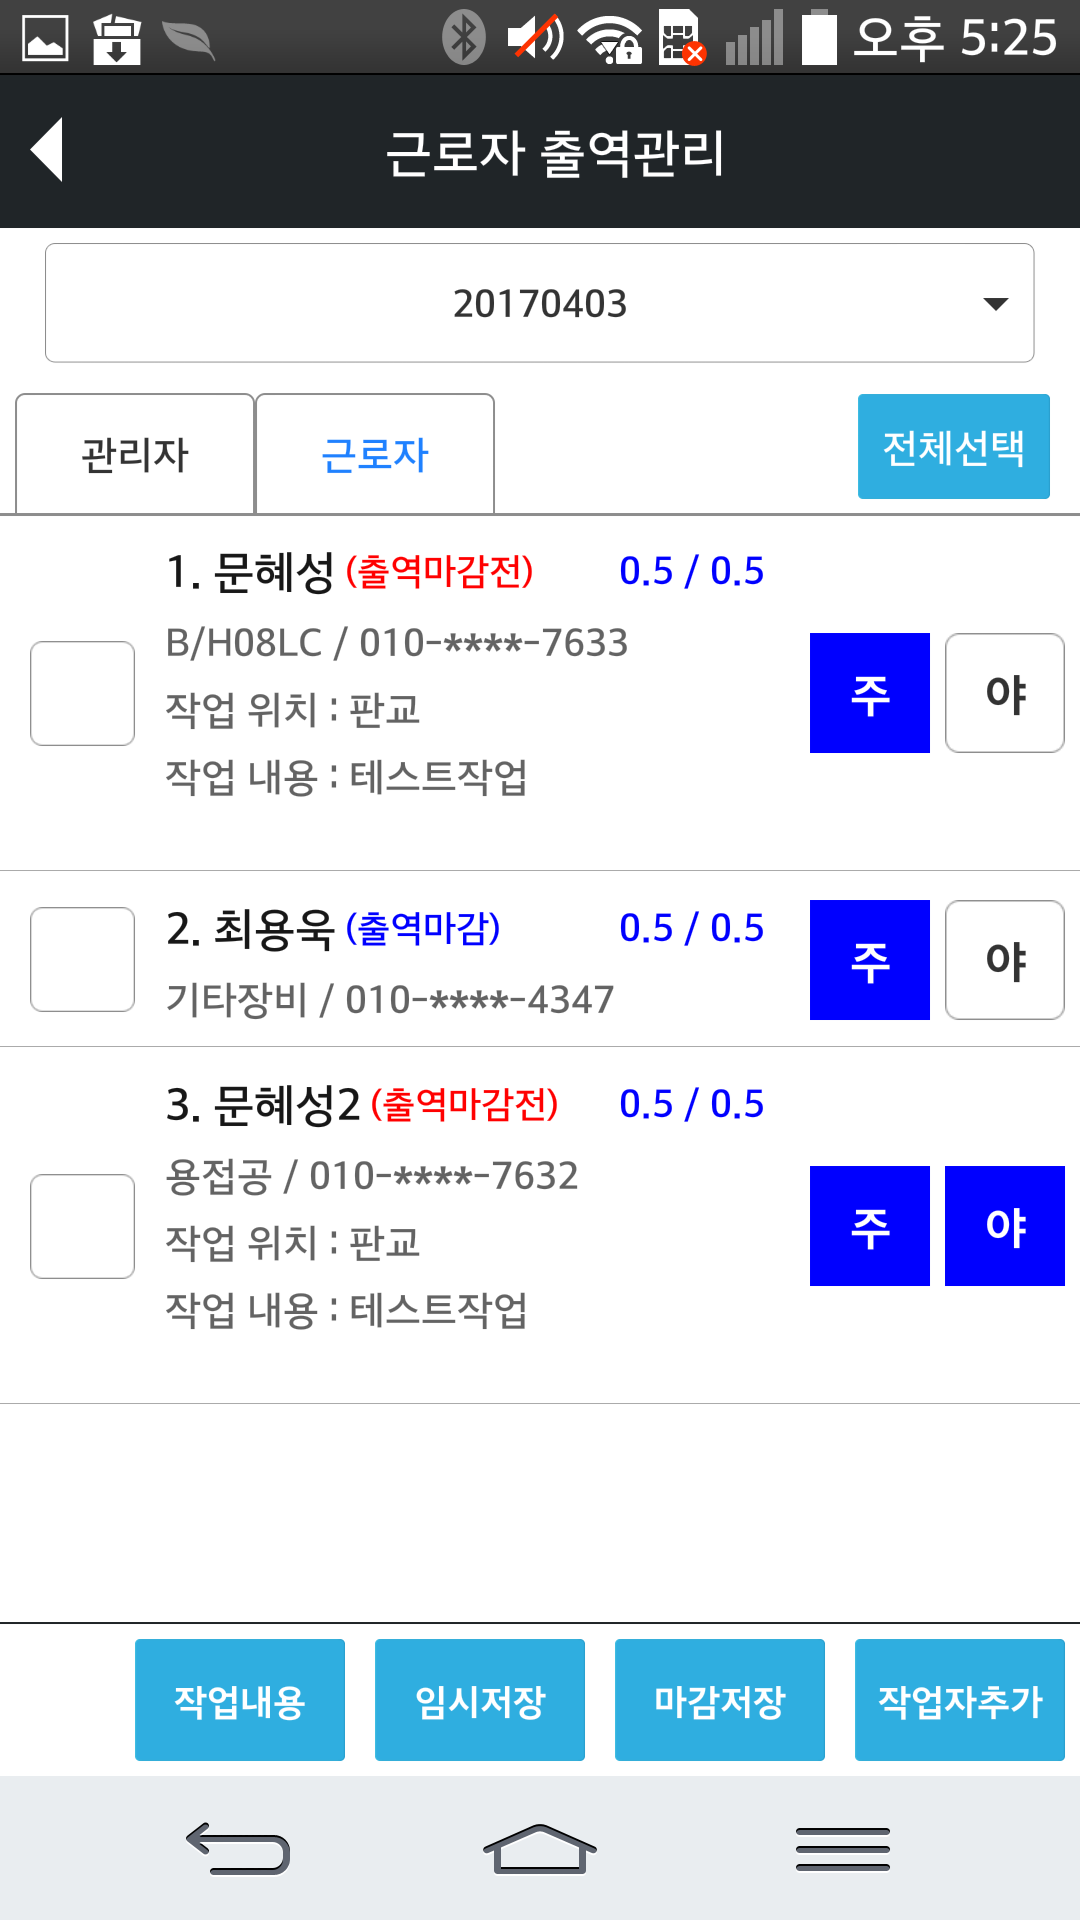 오후 5:25
근로자 출역관리
20170403
관리자 근로자 전체선택
1. 문혜성 (출역마감전) 0.5 / 0.5
B/H08LC / 010-****-7633
작업 위치 : 판교
작업 내용 : 테스트작업
주 야
2. 최용욱 (출역마감) 0.5 / 0.5
기타장비 / 010-****-4347
주 야
3. 문혜성2 (출역마감전) 0.5 / 0.5
용접공 / 010-****-7632
작업 위치 : 판교
작업 내용 : 테스트작업
주 야
작업내용 임시저장 마감저장 작업자추가